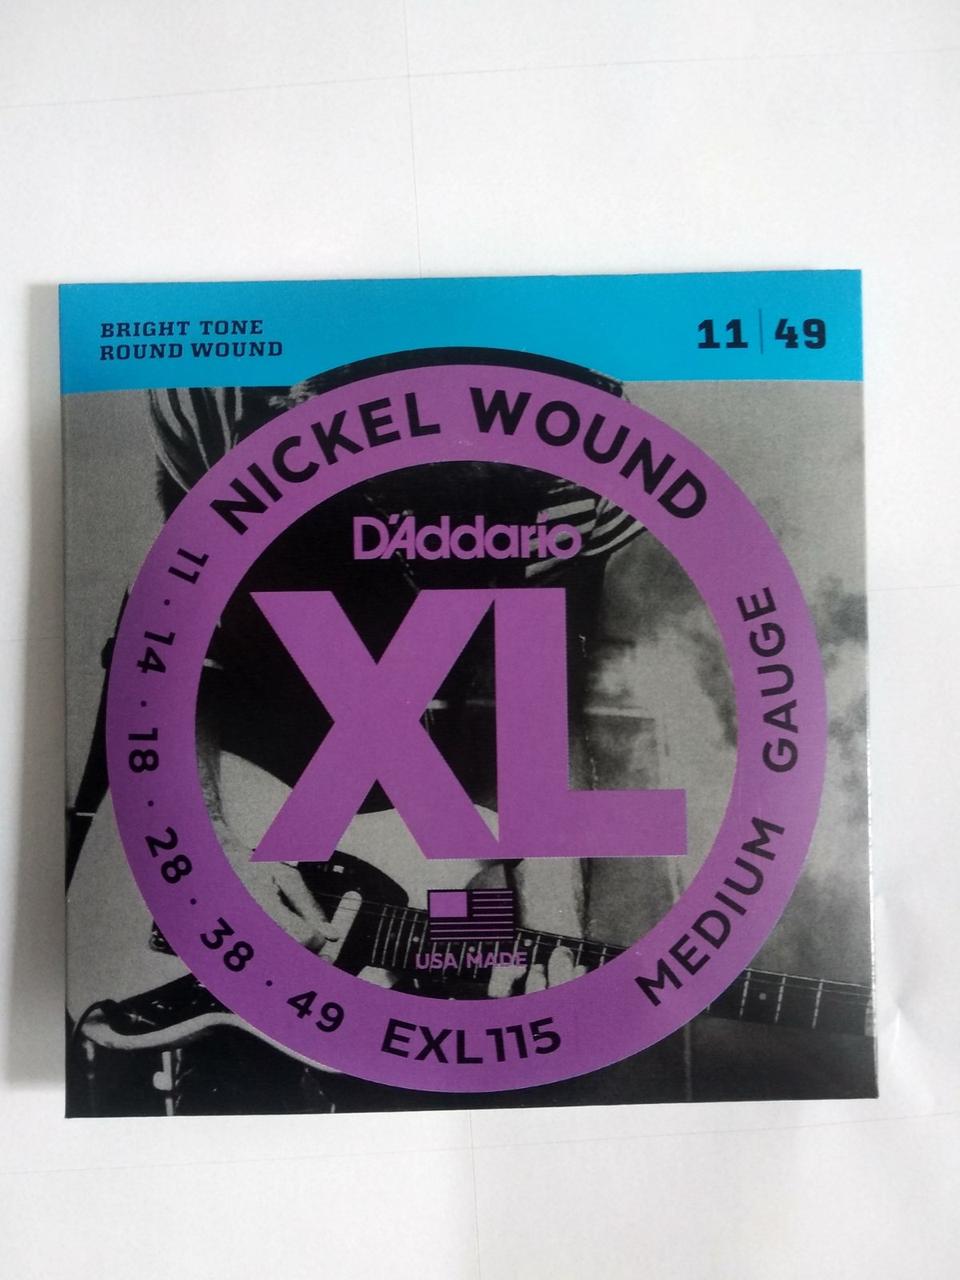 BRIGHT TONE
ROUND WOUND
11 | 49
NICKEL WOUND
D'Addario
XL
USA MADE
11 · 14 · 18 · 28 · 38 · 49
EXL115
MEDIUM GAUGE